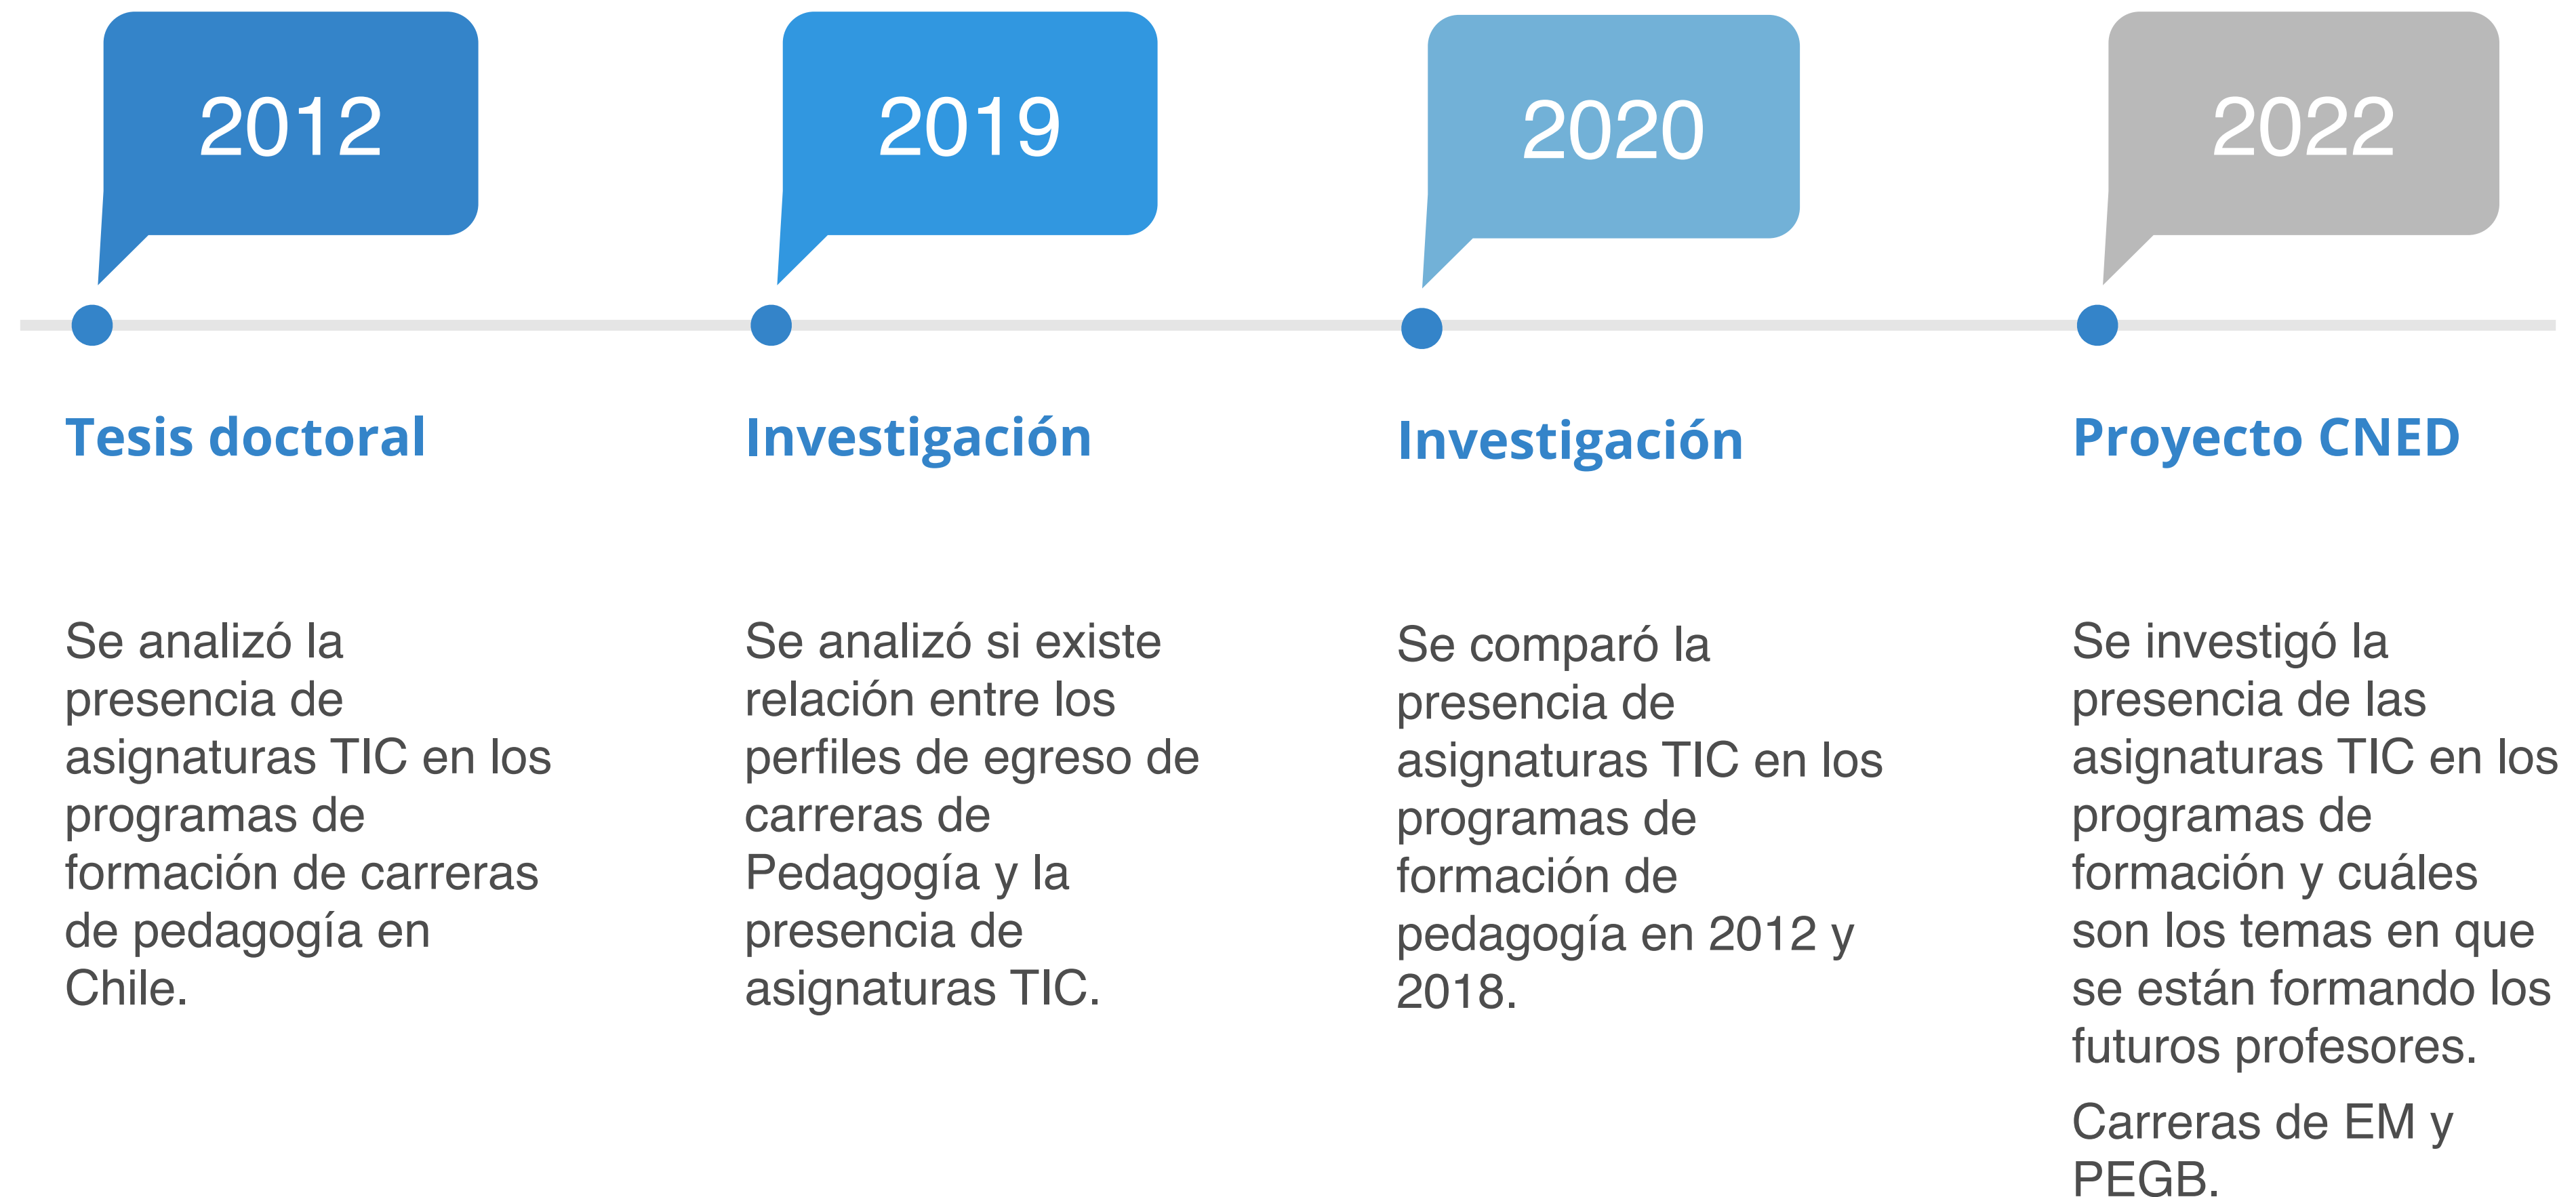 2012
Tesis doctoral
Se analizó la
presencia de
asignaturas TIC en los
programas de
formación de carreras
de pedagogía en
Chile.
2019
Investigación
Se analizó si existe
relación entre los
perfiles de egreso de
carreras de
Pedagogía y la
presencia de
asignaturas TIC.
2020
Investigación
Se comparó la
presencia de
asignaturas TIC en los
programas de
formación de
pedagogía en 2012 y
2018.
2022
Proyecto CNED
Se investigó la
presencia de las
asignaturas TIC en los
programas de
formación y cuáles
son los temas en que
se están formando los
futuros profesores.
Carreras de EM y
PEGB.